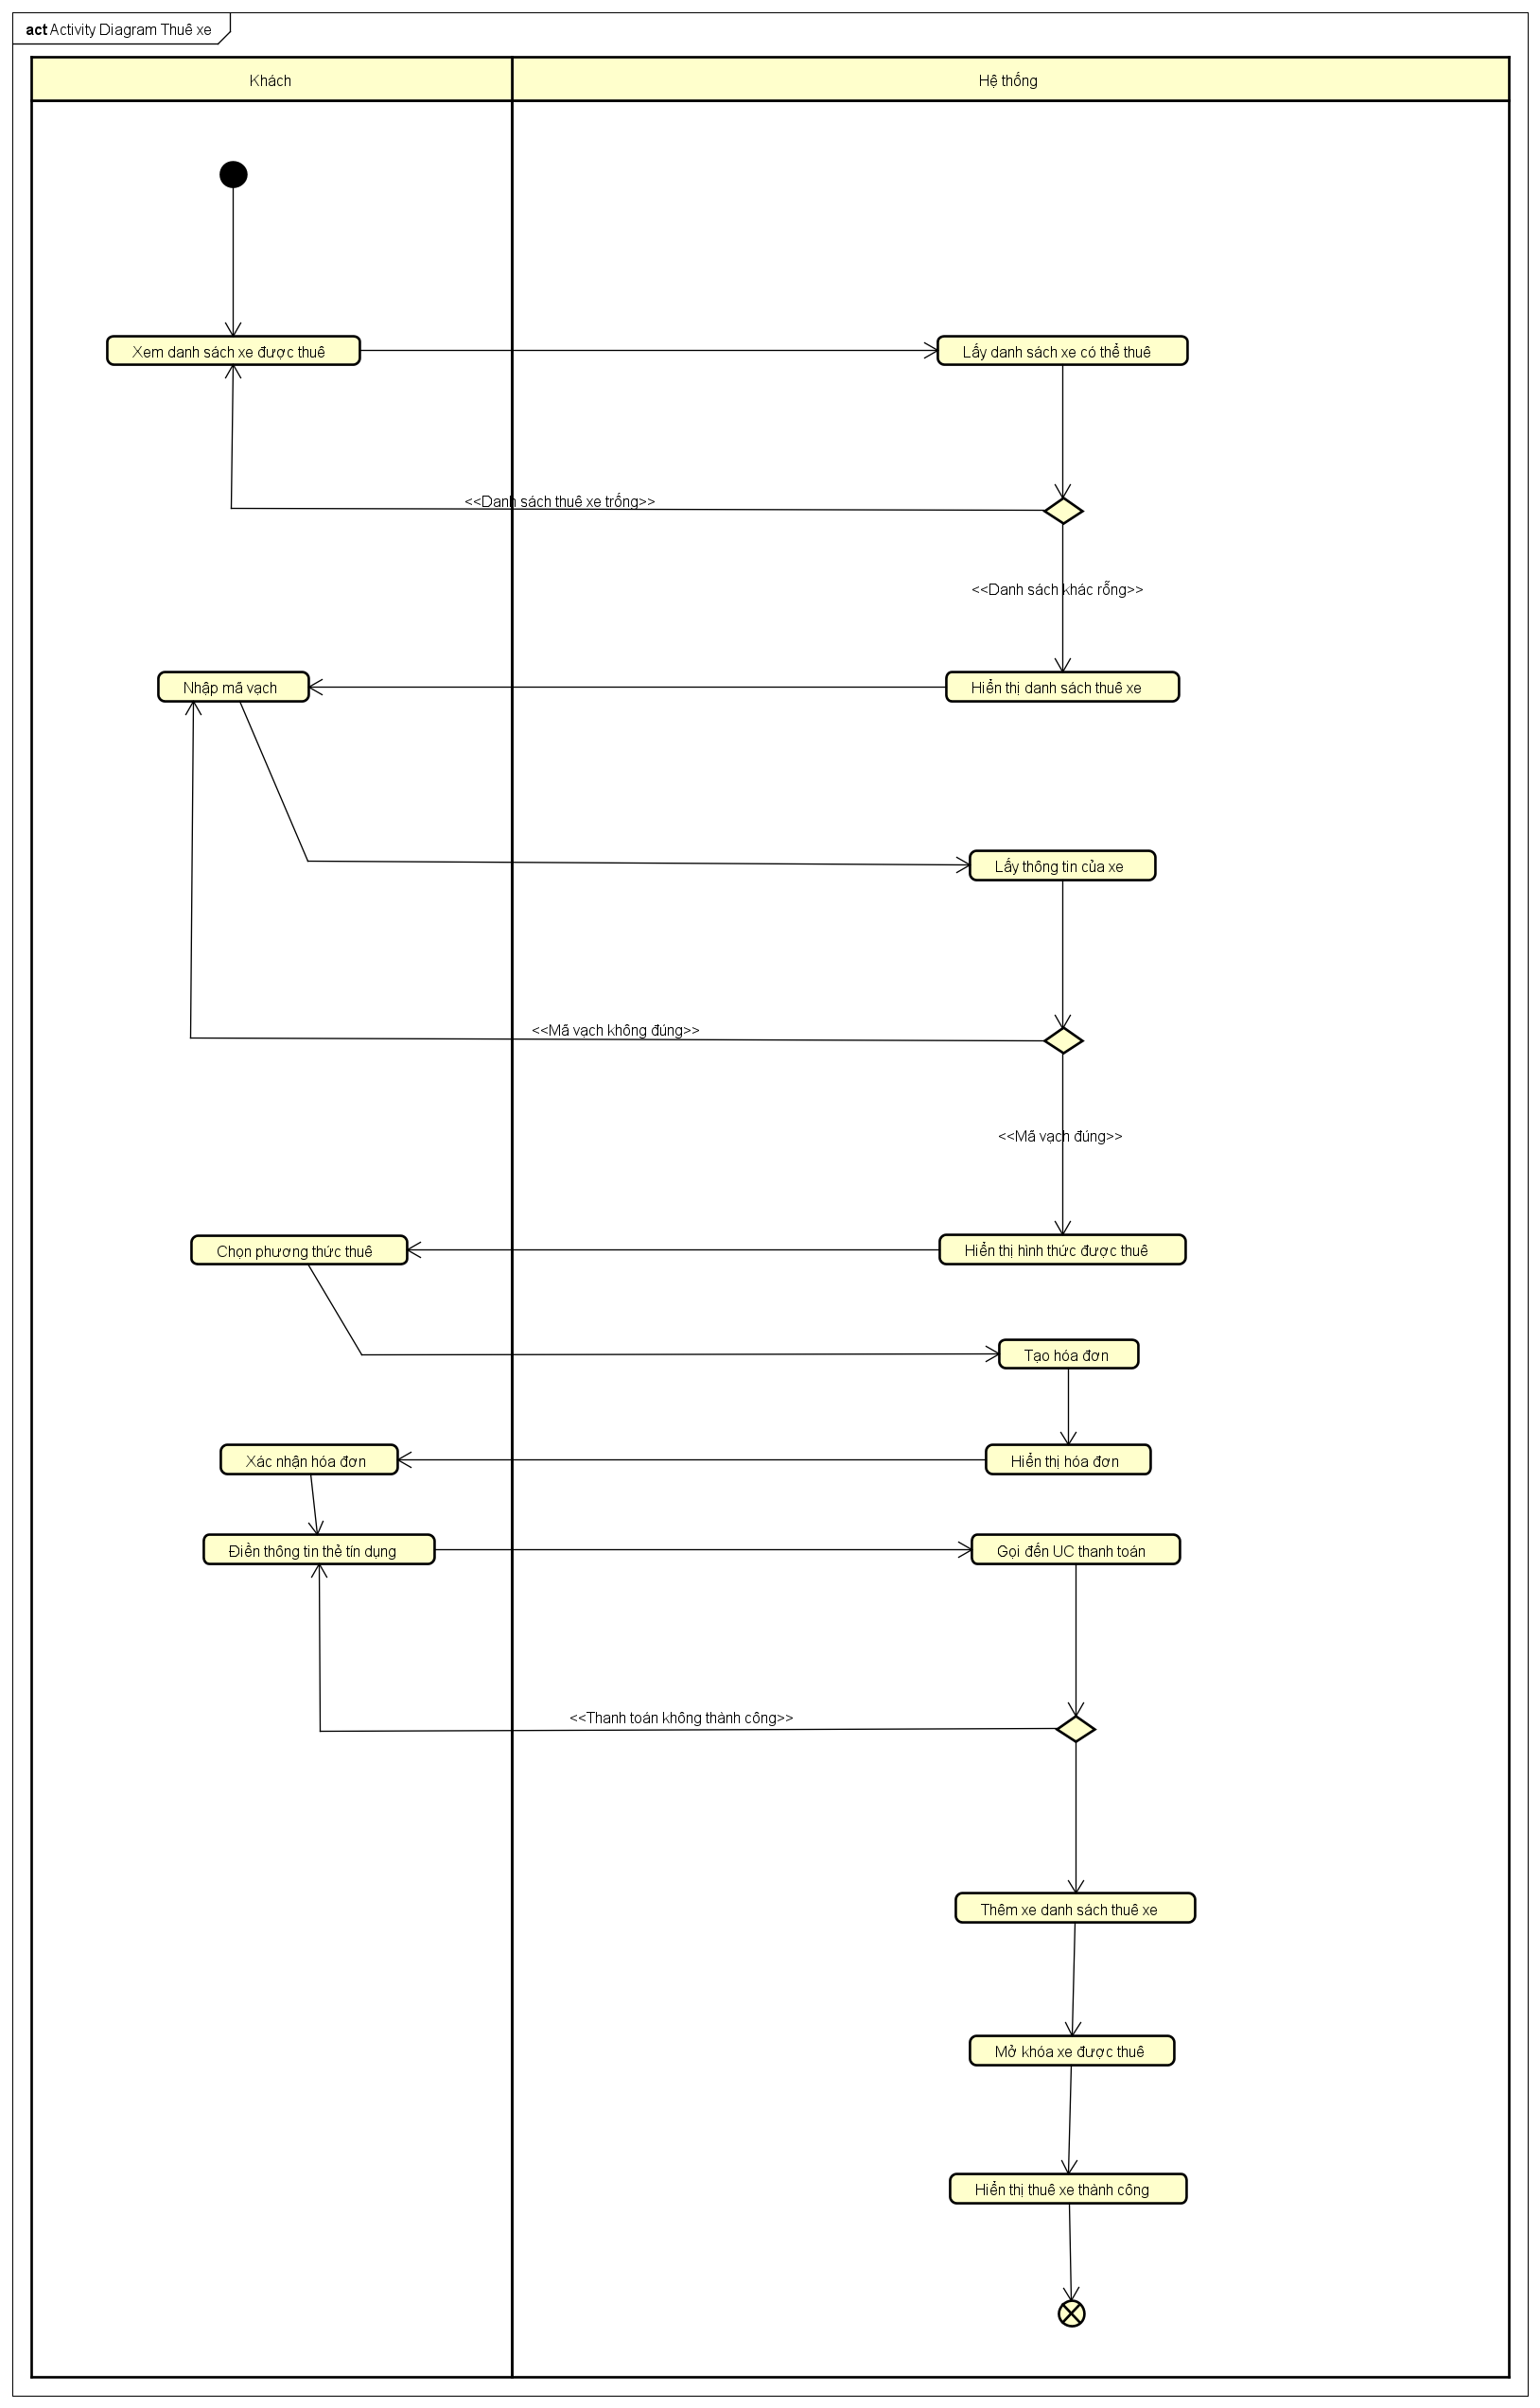 act Activity Diagram Thuê xe
Khách
Hệ thống
Xem danh sách xe được thuê
Lấy danh sách xe có thể thuê
<<Danh sách thuê xe trống>>
<<Danh sách khác rỗng>>
Nhập mã vạch
Hiển thị danh sách thuê xe
Lấy thông tin của xe
<<Mã vạch không đúng>>
<<Mã vạch đúng>>
Chọn phương thức thuê
Hiển thị hình thức được thuê
Tạo hóa đơn
Xác nhận hóa đơn
Hiển thị hóa đơn
Điền thông tin thẻ tín dụng
Gọi đến UC thanh toán
<<Thanh toán không thành công>>
Thêm xe danh sách thuê xe
Mở khóa xe được thuê
Hiển thị thuê xe thành công